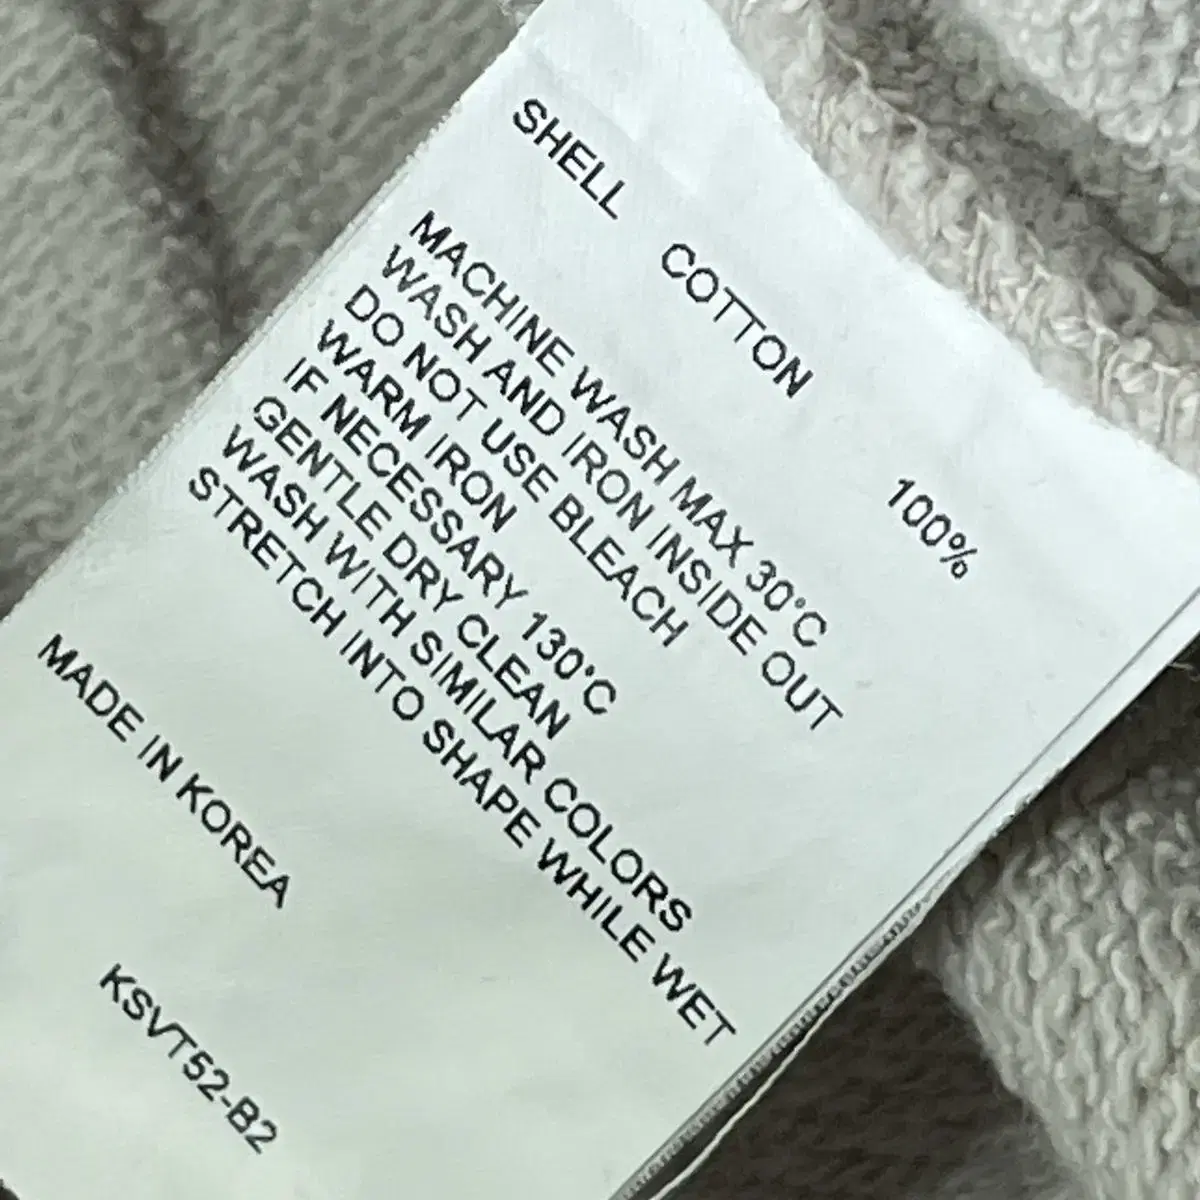 SHELL COTTON 100%
MACHINE WASH MAX 30°C
WASH AND IRON INSIDE OUT
DO NOT USE BLEACH
WARM IRON
IF NECESSARY 130°C
GENTLE DRY CLEAN
WASH WITH SIMILAR COLORS
STRETCH INTO SHAPE WHILE WET
MADE IN KOREA
KSVT52-B2